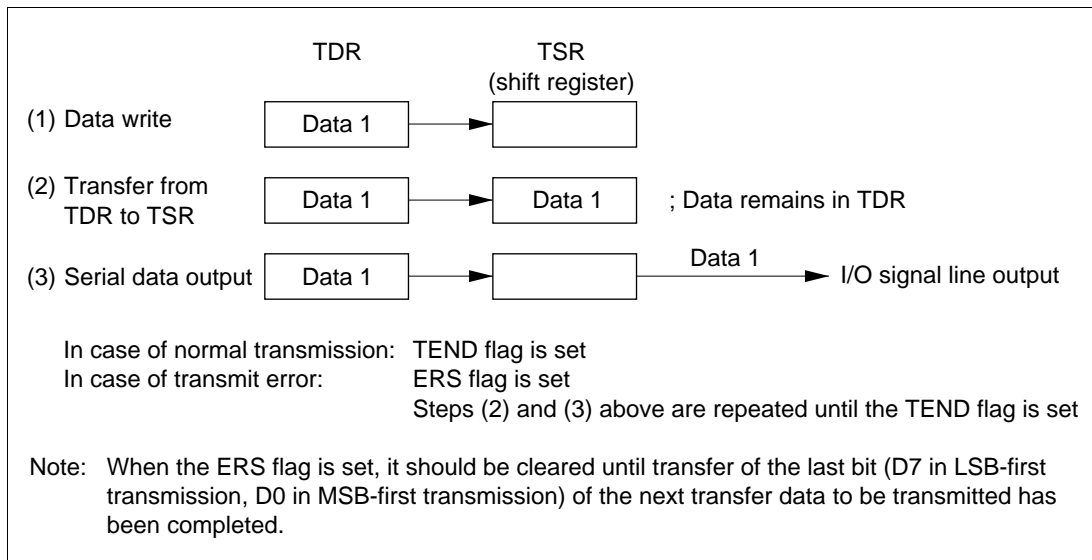 TDR TSR
(shift register)
(1) Data write Data 1
(2) Transfer from Data 1 Data 1 ; Data remains in TDR
TDR to TSR
Data 1
(3) Serial data output Data 1 I/O signal line output
In case of normal transmission: TEND flag is set
In case of transmit error: ERS flag is set
Steps (2) and (3) above are repeated until the TEND flag is set
Note: When the ERS flag is set, it should be cleared until transfer of the last bit (D7 in LSB-first
transmission, D0 in MSB-first transmission) of the next transfer data to be transmitted has
been completed.